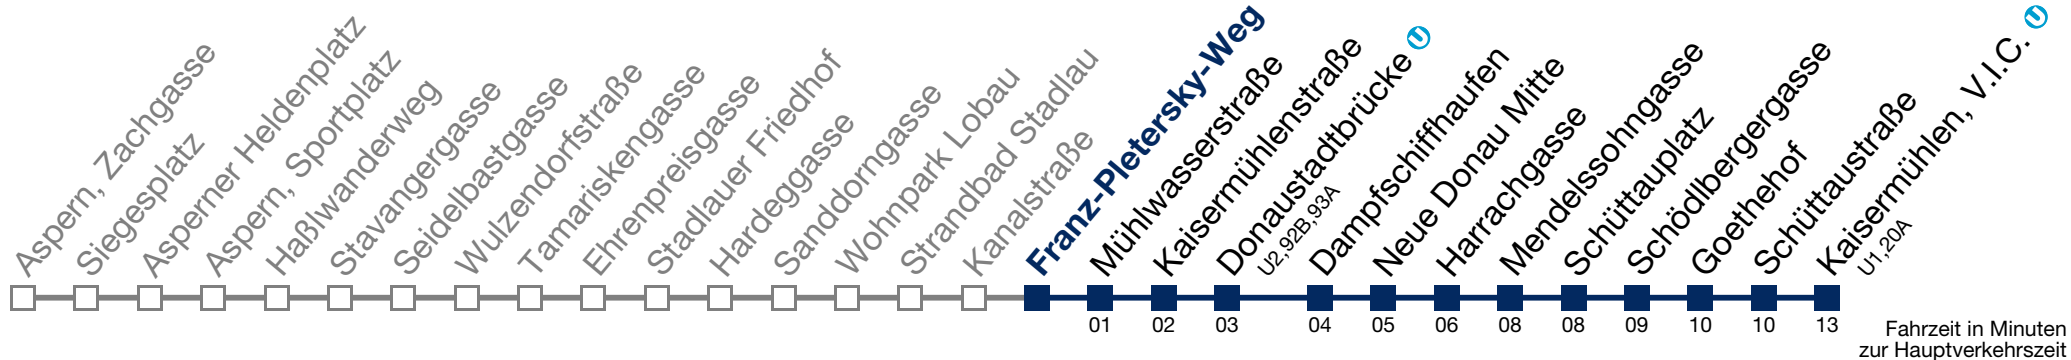 Aspern, Zachgasse
Siegesplatz
Asperner Heldenplatz
Aspern, Sportplatz
Haßlwanderweg
Stavangergasse
Seidelbastgasse
Wulzendorfstraße
Tamariskengasse
Ehrenpreisgasse
Stadlauer Friedhof
Hardeggasse
Sanddorngasse
Wohnpark Lobau
Strandbad Stadlau
Kanalstraße
Franz-Pletersky-Weg
Mühlwasserstraße
Kaisermühlenstraße
Donaustadtbrücke U
U2,92B,93A
Dampfschiffhaufen
Neue Donau Mitte
Harrachgasse
Mendelssohngasse
Schüttauplatz
Schödlbergergasse
Goethehof
Schüttaustraße
Kaisermühlen, V.I.C. U
U1,20A
01 02 03 04 05 06 08 08 09 10 10 13
Fahrzeit in Minuten
zur Hauptverkehrszeit